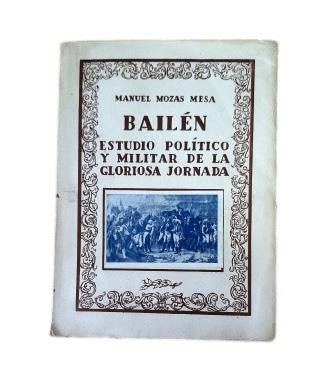 MANUEL MOZAS MESA
BAILÉN
ESTUDIO POLÍTICO
Y MILITAR DE LA
GLORIOSA JORNADA